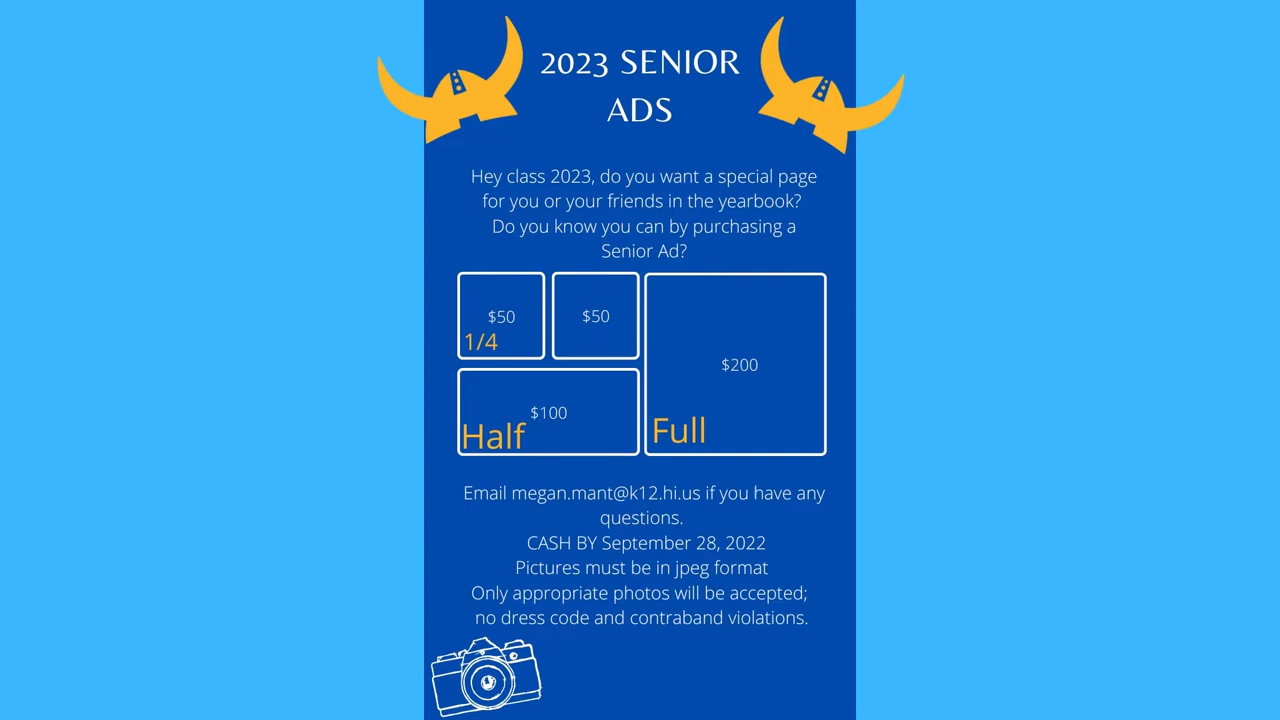 2023 SENIOR
ADS
Hey class 2023, do you want a special page
for you or your friends in the yearbook?
Do you know you can by purchasing a
Senior Ad?
$50
1/4
$50
$200
$100
Half
Full
Email megan.mant@k12.hi.us if you have any
questions.
CASH BY September 28, 2022
Pictures must be in jpeg format
Only appropriate photos will be accepted;
no dress code and contraband violations.